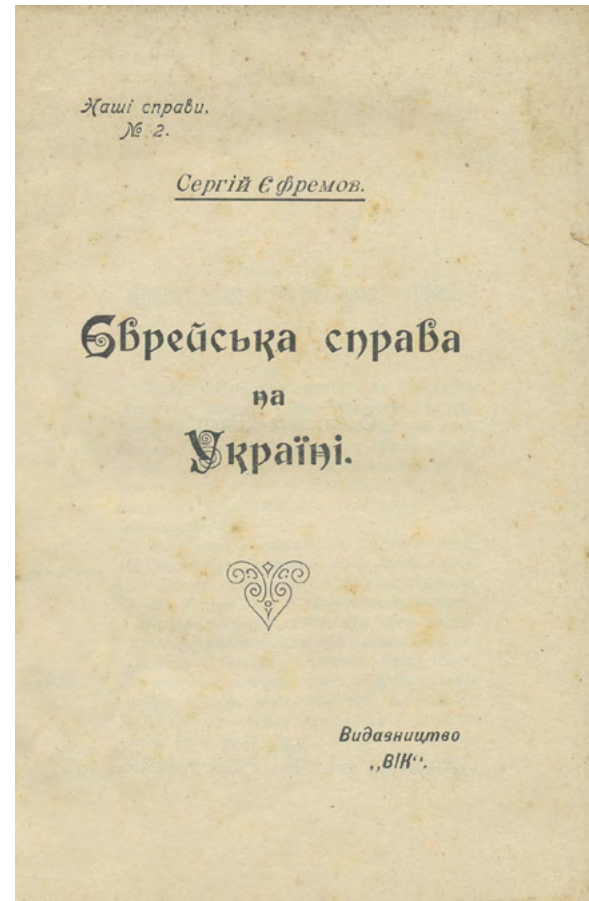 Наші справи,
№ 2.
Сергій Єфремов.
Єврейська справа
на
Україні.
Видавництво
„ВІК“.